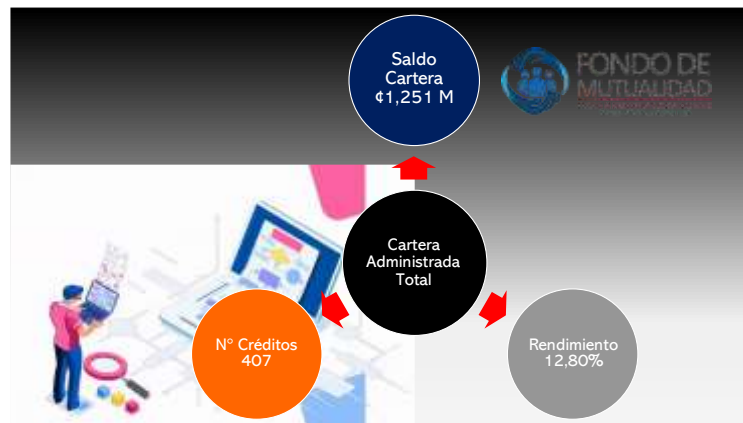 Saldo
Cartera
¢1,251 M
FONDO DE
MUTUALIDAD
Cartera
Administrada
Total
N° Créditos
407
Rendimiento
12,80%